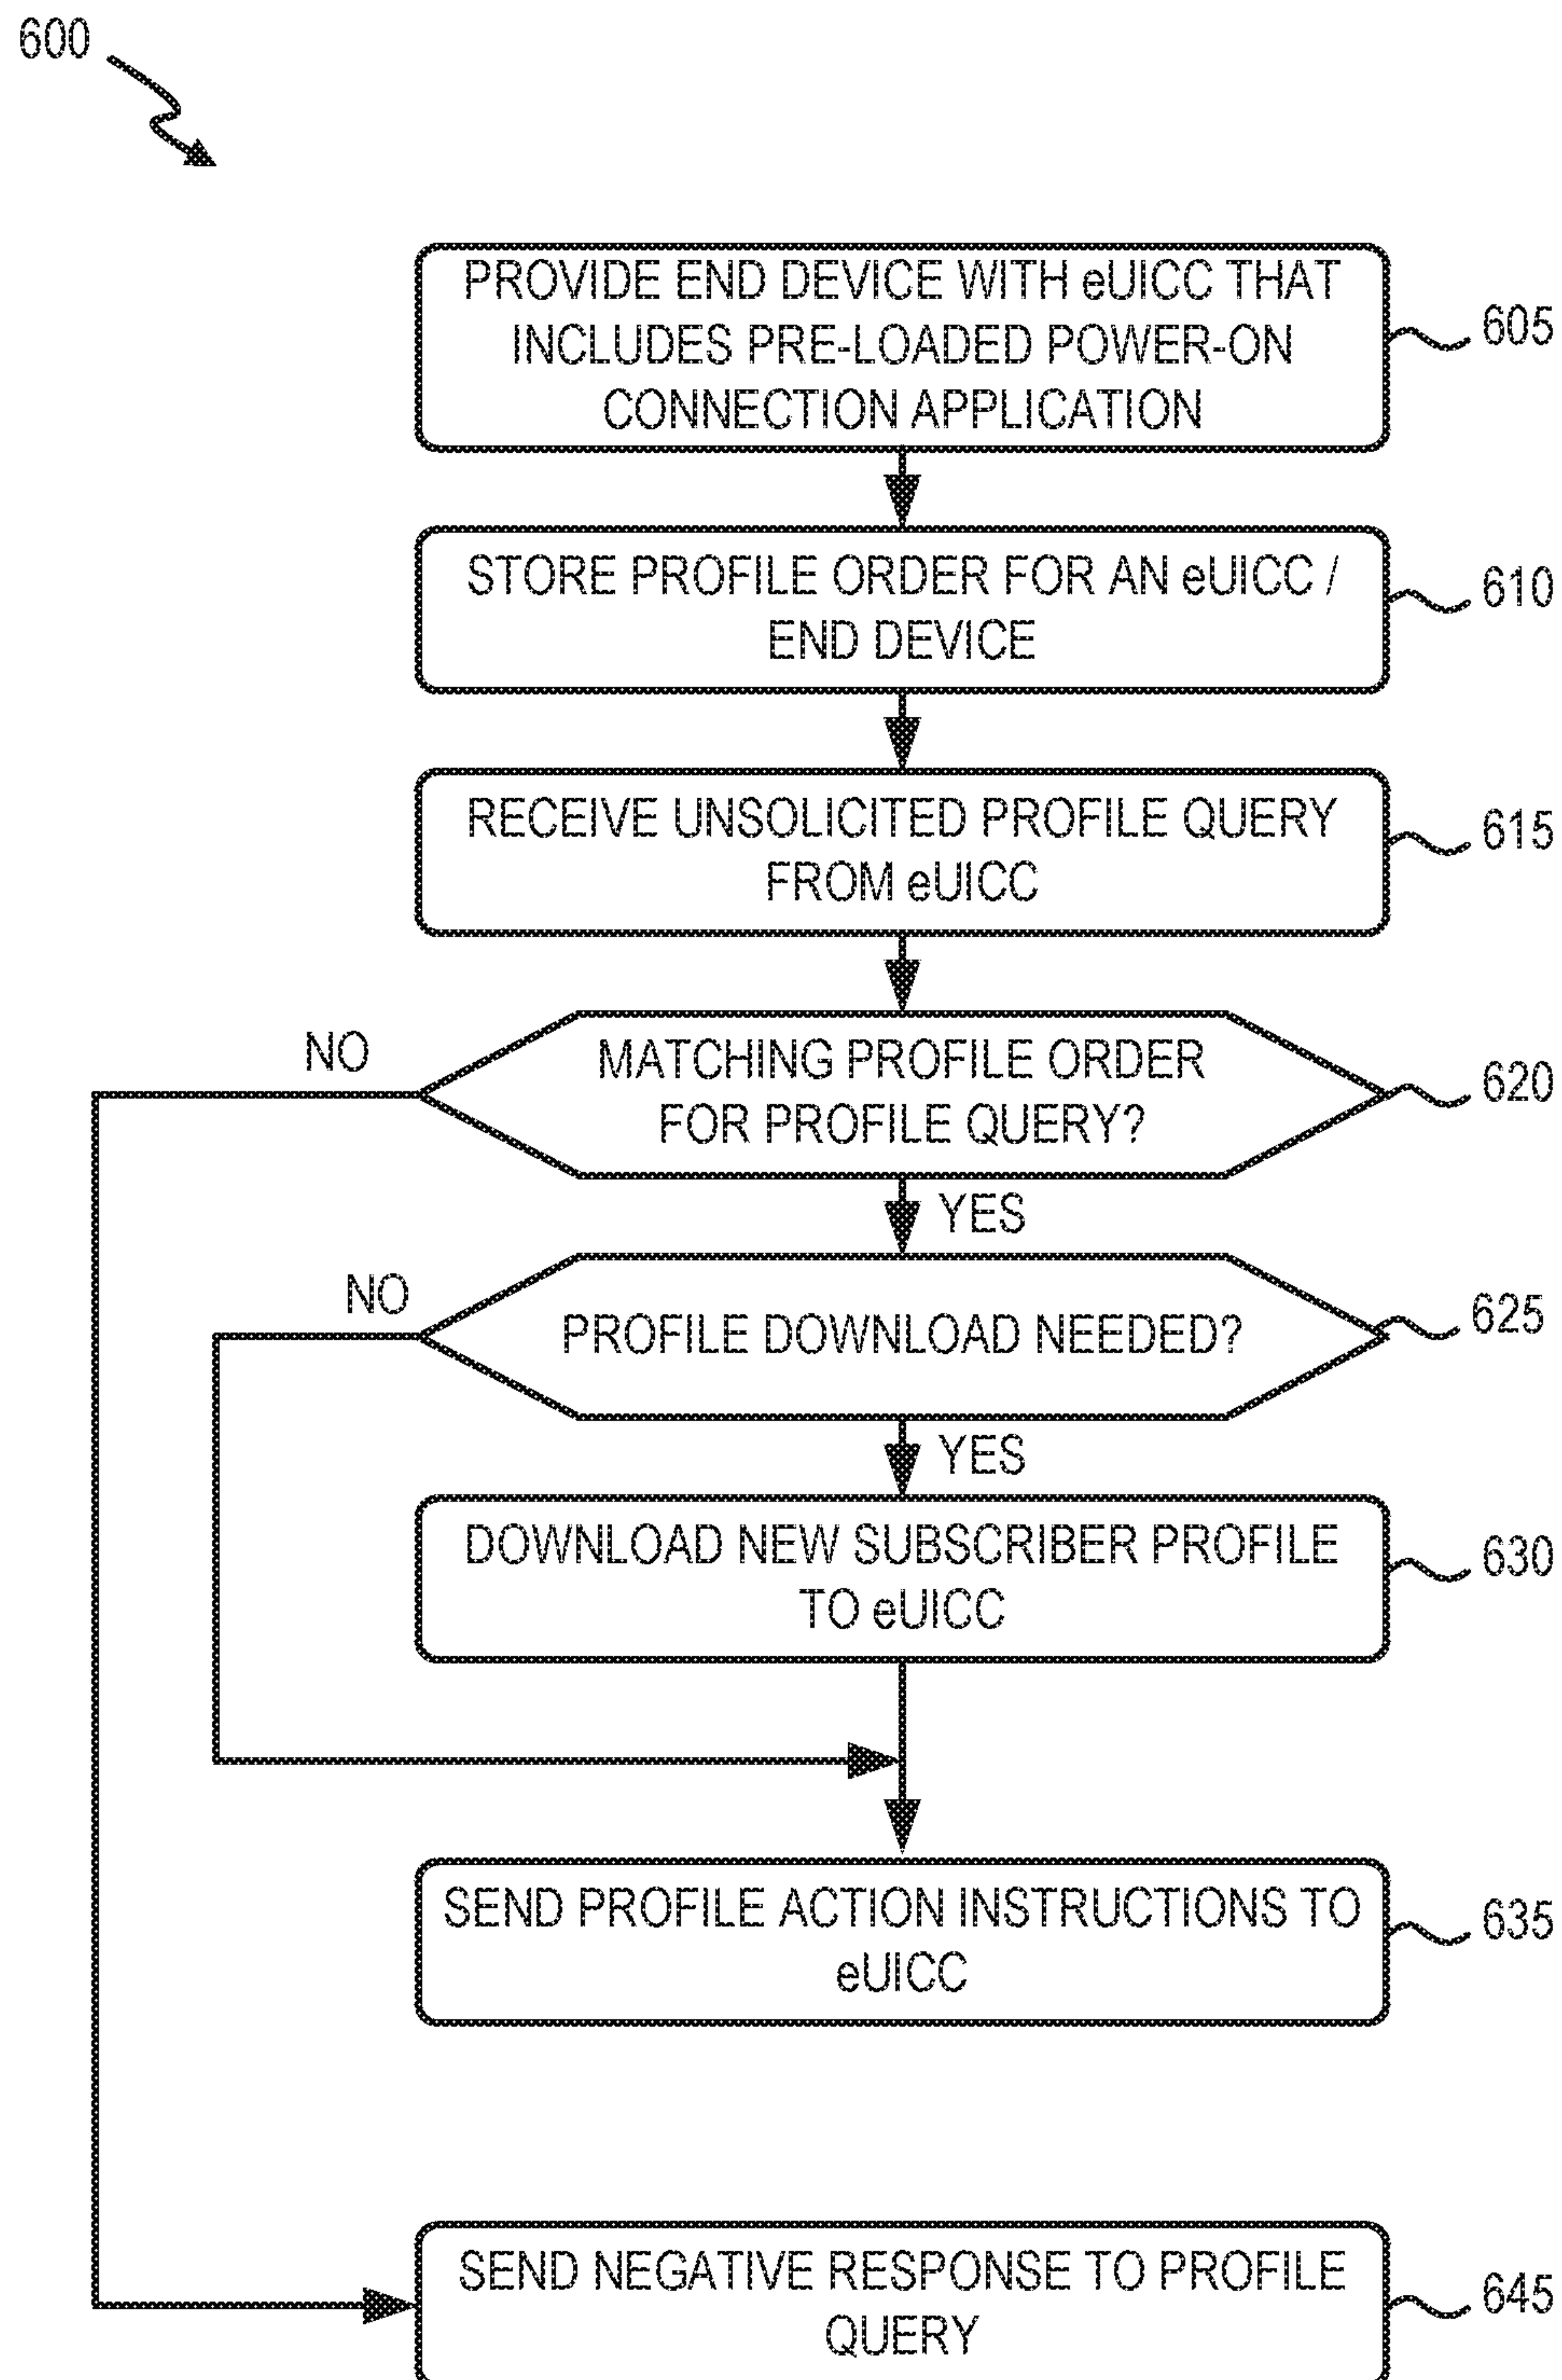 600
PROVIDE END DEVICE WITH eUICC THAT
INCLUDES PRE-LOADED POWER-ON
CONNECTION APPLICATION
605
STORE PROFILE ORDER FOR AN eUICC /
END DEVICE
610
RECEIVE UNSOLICITED PROFILE QUERY
FROM eUICC
615
NO
MATCHING PROFILE ORDER
FOR PROFILE QUERY?
620
YES
NO
PROFILE DOWNLOAD NEEDED?
625
YES
DOWNLOAD NEW SUBSCRIBER PROFILE
TO eUICC
630
SEND PROFILE ACTION INSTRUCTIONS TO
eUICC
635
SEND NEGATIVE RESPONSE TO PROFILE
QUERY
645